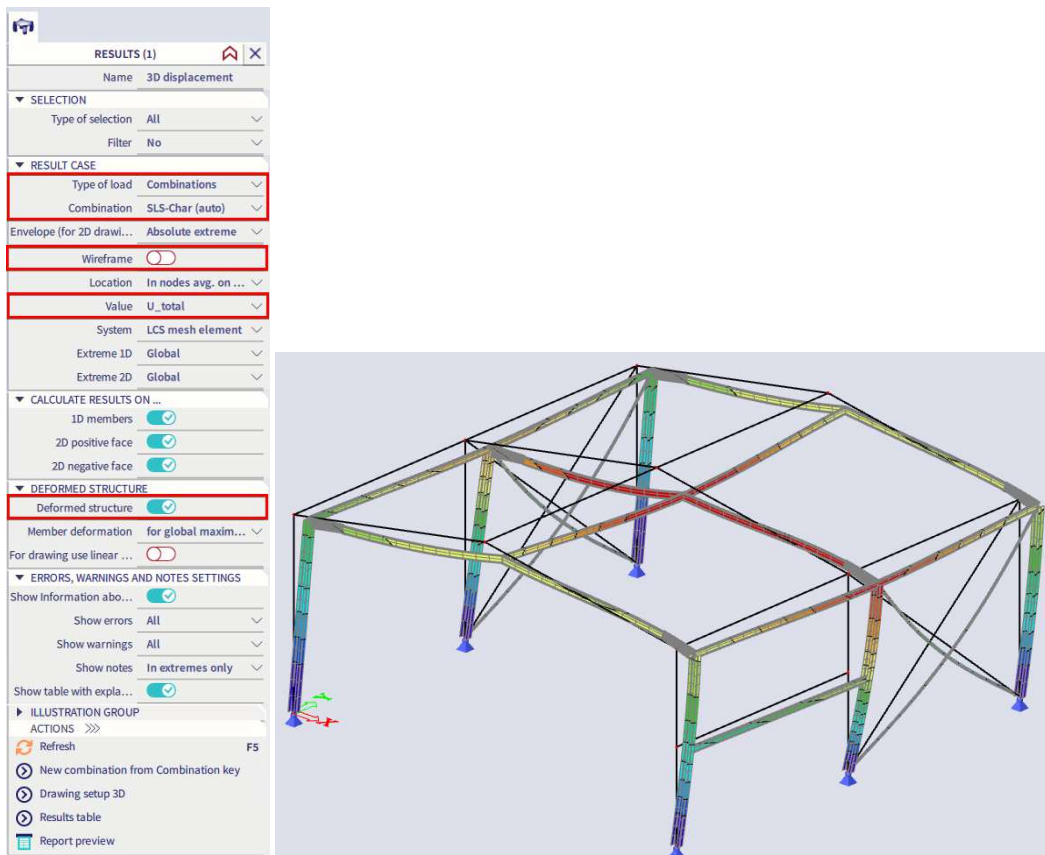 RESULTS (1)
Name 3D displacement
SELECTION
Type of selection All
Filter No
RESULT CASE
Type of load Combinations
Combination SLS-Char (auto)
Envelope (for 2D drawi... Absolute extreme
Wireframe
Location In nodes avg. on ...
Value U_total
System LCS mesh element
Extreme 1D Global
Extreme 2D Global
CALCULATE RESULTS ON ...
1D members
2D positive face
2D negative face
DEFORMED STRUCTURE
Deformed structure
Member deformation for global maxim...
For drawing use linear ...
ERRORS, WARNINGS AND NOTES SETTINGS
Show Information abo...
Show errors All
Show warnings All
Show notes In extremes only
Show table with expla...
ILLUSTRATION GROUP
ACTIONS >>>
Refresh F5
New combination from Combination key
Drawing setup 3D
Results table
Report preview